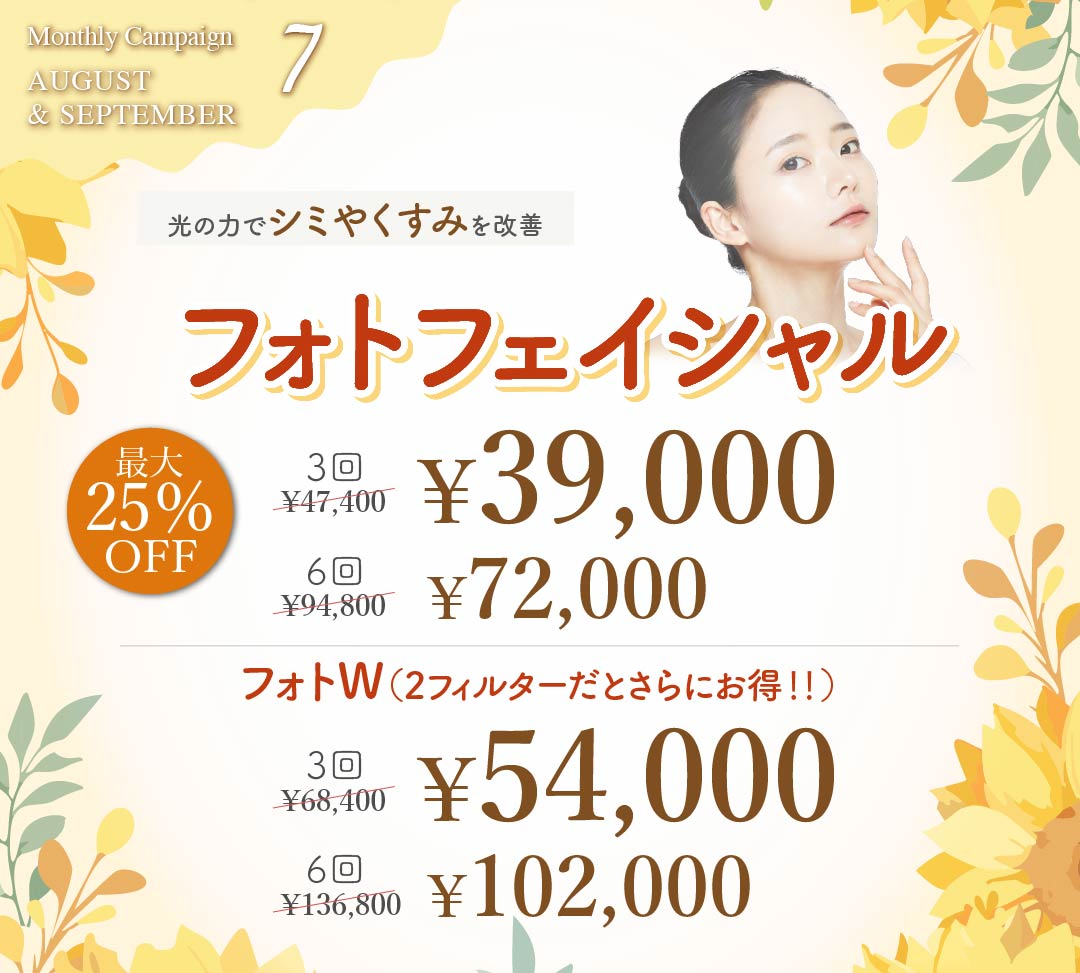 Monthly Campaign
7
AUGUST
& SEPTEMBER
光の力でシミやくすみを改善
フォトフェイシャル
最大
25%
OFF
3回
¥47,400
¥39,000
6回
¥94,800
¥72,000
フォトW(2フィルターだとさらにお得!!)
3回
¥68,400
¥54,000
6回
¥136,800
¥102,000